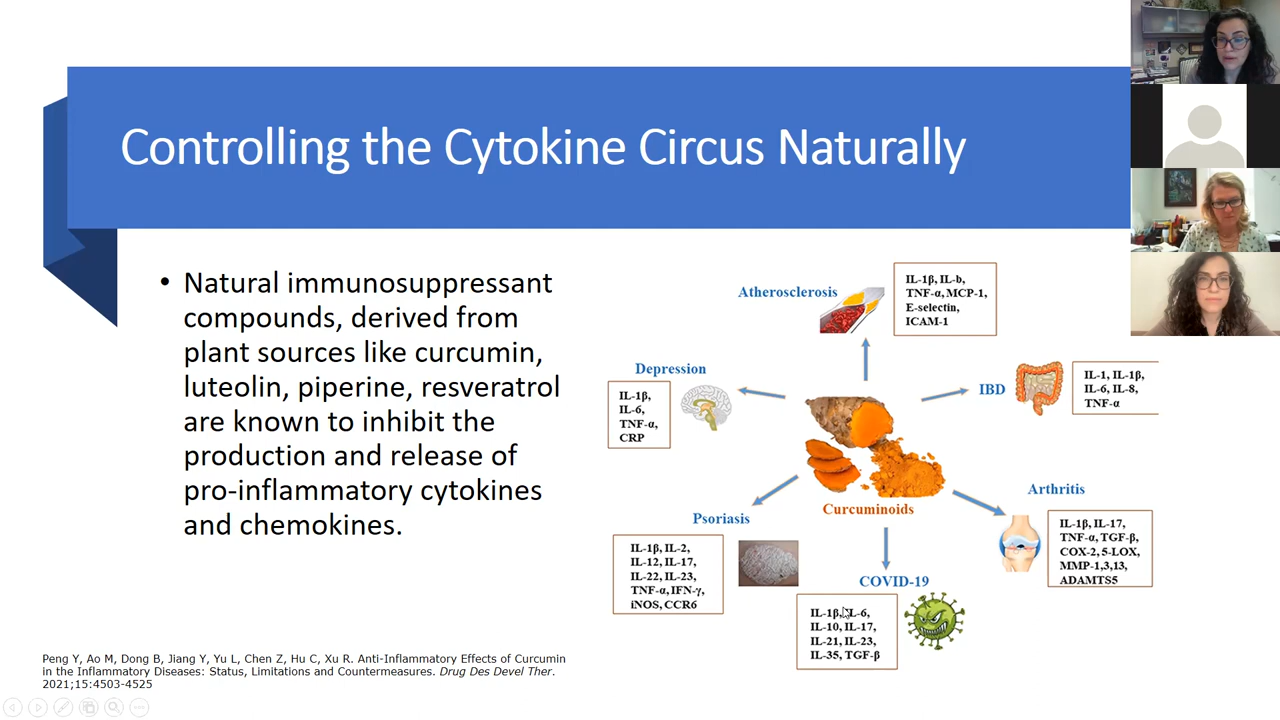 Controlling the Cytokine Circus Naturally
• Natural immunosuppressant
compounds, derived from
plant sources like curcumin,
luteolin, piperine, resveratrol
are known to inhibit the
production and release of
pro-inflammatory cytokines
and chemokines.
Atherosclerosis
IL-1β, IL-b,
TNF-α, MCP-1,
E-selectin,
ICAM-1
Depression
IL-1β,
IL-6,
TNF-α,
CRP
IBD
IL-1, IL-1β,
IL-6, IL-8,
TNF-α
Curcuminoids
Arthritis
IL-1β, IL-17,
TNF-α, TGF-β,
COX-2, 5-LOX,
MMP-1,3,13,
ADAMTS5
Psoriasis
IL-1β, IL-2,
IL-12, IL-17,
IL-22, IL-23,
TNF-α, IFN-γ,
iNOS, CCR6
COVID-19
IL-1β, IL-6,
IL-10, IL-17,
IL-21, IL-23,
IL-35, TGF-β
Peng Y, Ao M, Dong B, Jiang Y, Yu L, Chen Z, Hu C, Xu R. Anti-Inflammatory Effects of Curcumin
in the Inflammatory Diseases: Status, Limitations and Countermeasures. Drug Des Devel Ther.
2021;15:4503-4525